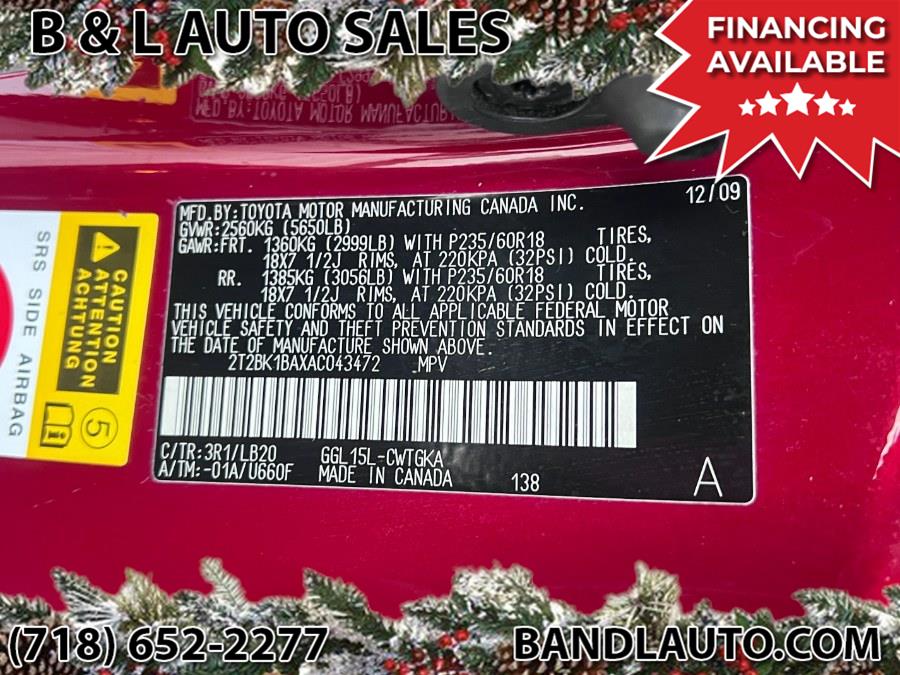 B & L AUTO SALES
FINANCING
AVAILABLE
MFD.BY:TOYOTA MOTOR MANUFACTURING CANADA INC. 12/09
GVWR:2560KG (5650LB)
GAWR:FRT. 1360KG (2999LB) WITH P235/60R18 TIRES,
18X7 1/2J RIMS, AT 220KPA (32PSI) COLD.
RR. 1385KG (3056LB) WITH P235/60R18 TIRES,
18X7 1/2J RIMS, AT 220KPA (32PSI) COLD.
THIS VEHICLE CONFORMS TO ALL APPLICABLE FEDERAL MOTOR
VEHICLE SAFETY AND THEFT PREVENTION STANDARDS IN EFFECT ON
THE DATE OF MANUFACTURE SHOWN ABOVE.
2T2BK1BAXAC043472 MPV
C/TR:3R1/LB20 GGL15L-CWTGKA
A/TM:-01A/U660F MADE IN CANADA 138 A
CAUTION
ATTENTION
ACHTUNG
SRS SIDE AIRBAG
5
(718) 652-2277 BANDLAUTO.COM